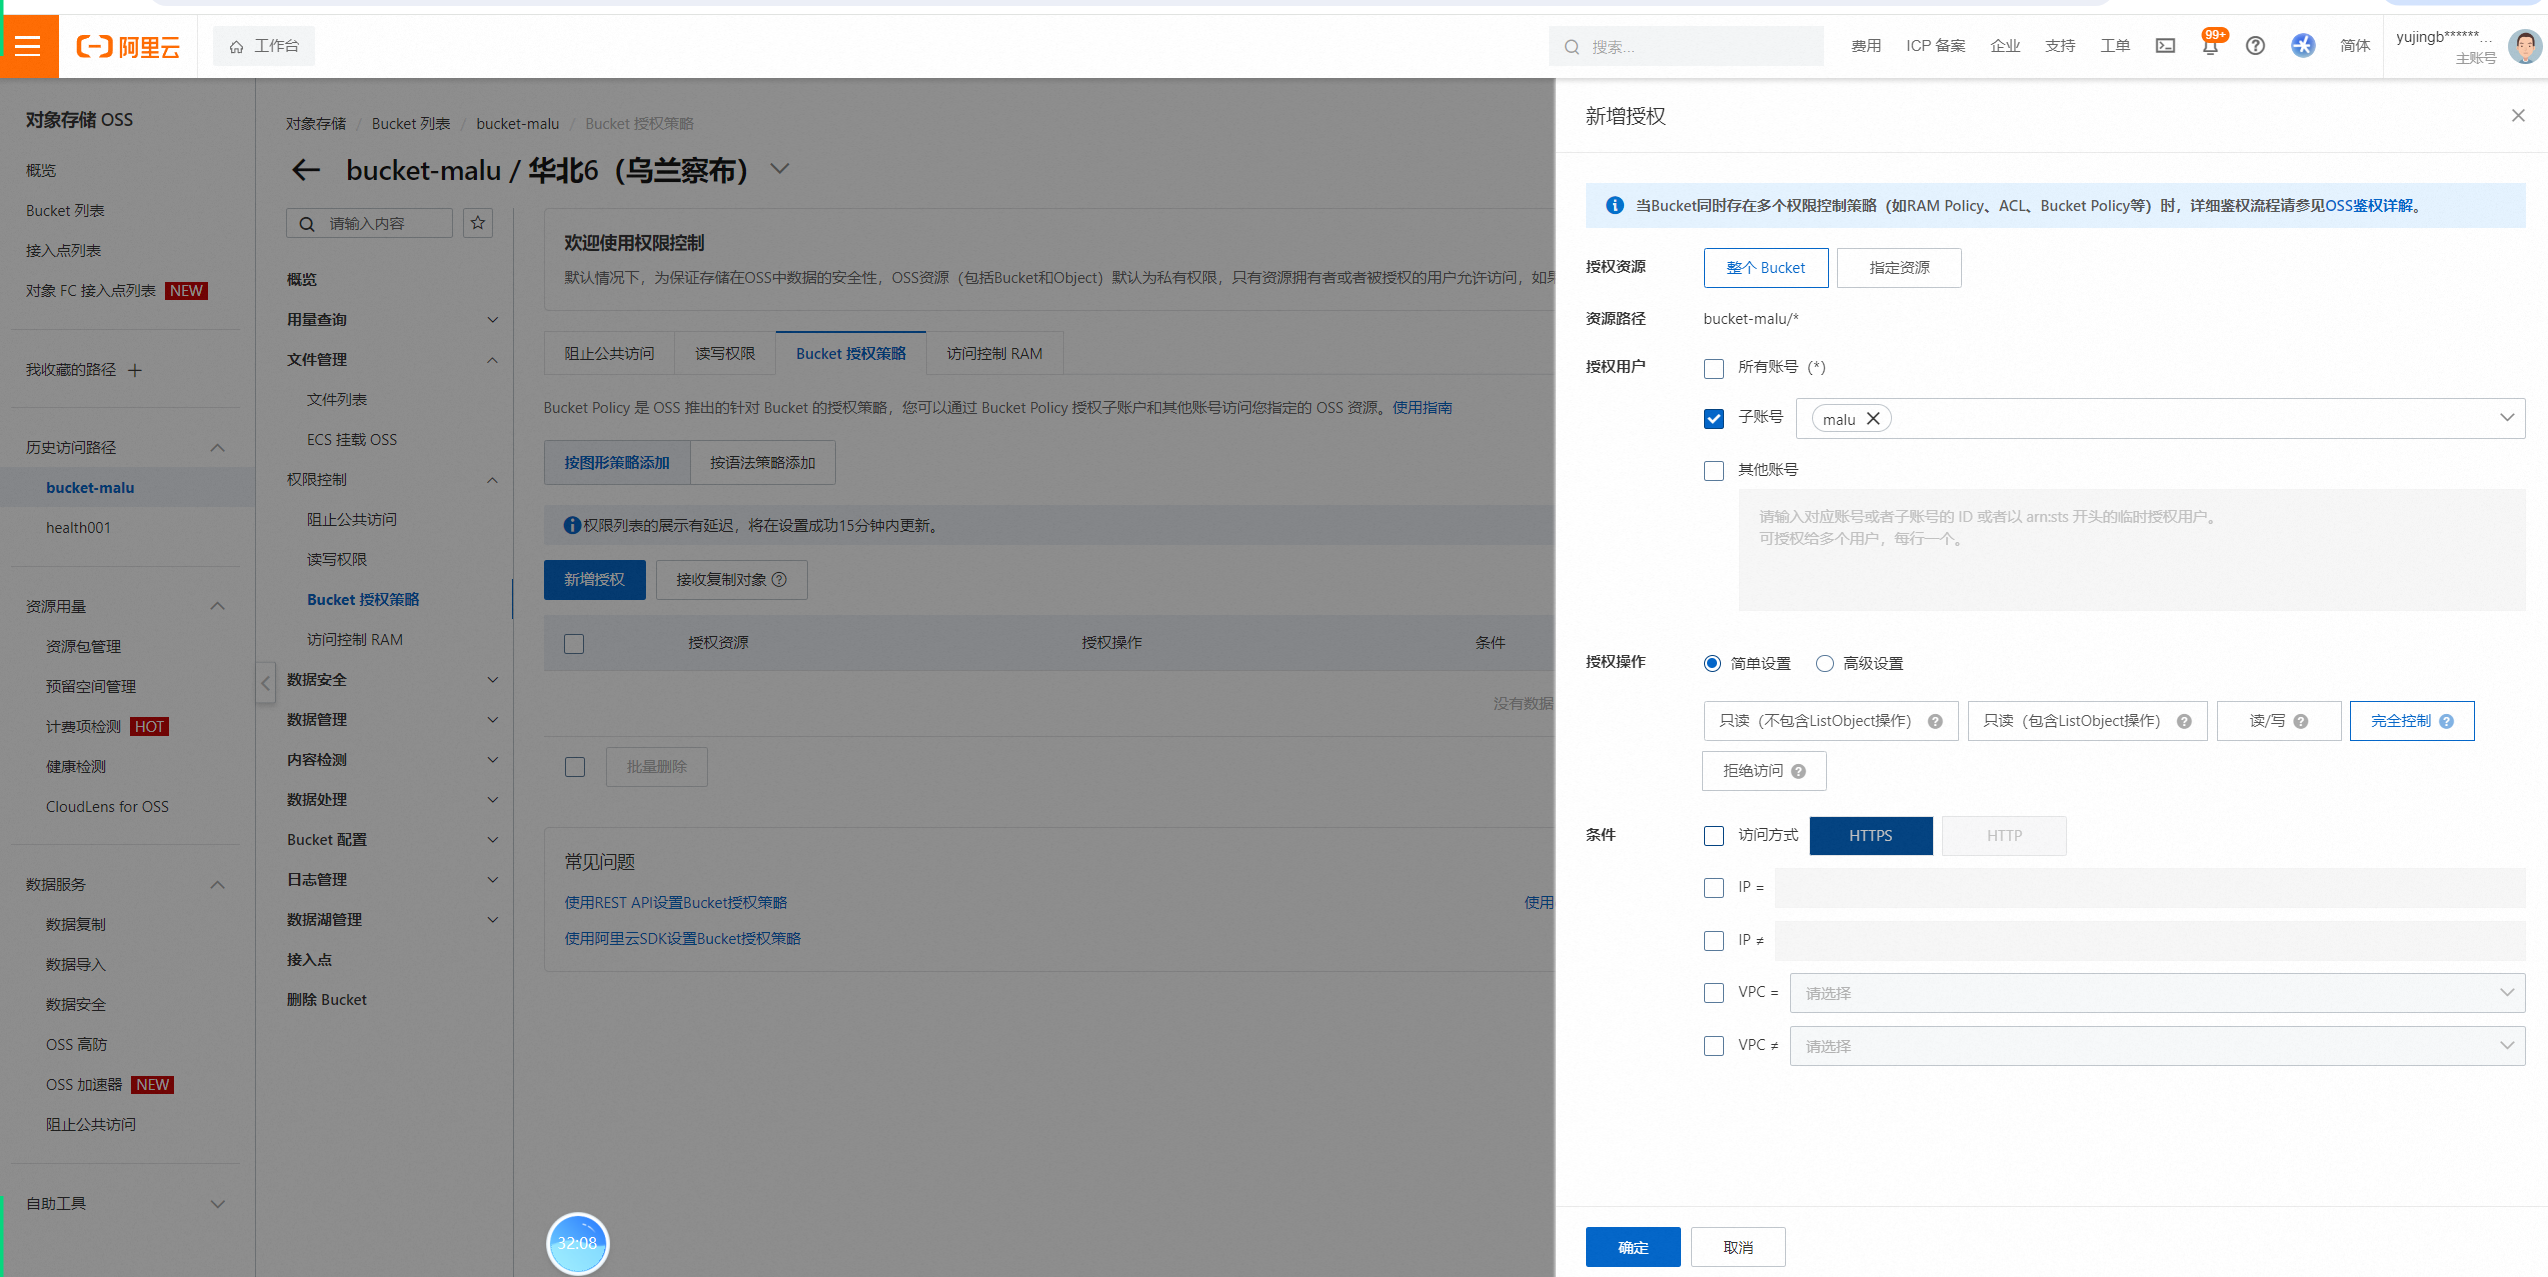 阿里云
工作台
搜索...
费用
ICP 备案
企业
支持
工单
99+
简体
yujingb******...
主账号
对象存储 OSS
概览
Bucket 列表
接入点列表
对象 FC 接入点列表 NEW
我收藏的路径
历史访问路径
bucket-malu
health001
资源用量
资源包管理
预留空间管理
计费项检测 HOT
健康检测
CloudLens for OSS
数据服务
数据复制
数据导入
数据安全
OSS 高防
OSS 加速器 NEW
阻止公共访问
自助工具
对象存储 / Bucket 列表 / bucket-malu / Bucket 授权策略
bucket-malu / 华北6（乌兰察布）
请输入内容
概览
用量查询
文件管理
文件列表
ECS 挂载 OSS
权限控制
阻止公共访问
读写权限
Bucket 授权策略
访问控制 RAM
数据安全
数据管理
内容检测
数据处理
Bucket 配置
日志管理
数据湖管理
接入点
删除 Bucket
欢迎使用权限控制
默认情况下，为保证存储在OSS中数据的安全性，OSS资源（包括Bucket和Object）默认为私有权限，只有资源拥有者或者被授权的用户允许访问，如果
阻止公共访问
读写权限
Bucket 授权策略
访问控制 RAM
Bucket Policy 是 OSS 推出的针对 Bucket 的授权策略，您可以通过 Bucket Policy 授权子账户和其他账号访问您指定的 OSS 资源。使用指南
按图形策略添加
按语法策略添加
权限列表的展示有延迟，将在设置成功15分钟内更新。
新增授权
接收复制对象
授权资源
授权操作
条件
没有数据
批量删除
常见问题
使用REST API设置Bucket授权策略
使用
使用阿里云SDK设置Bucket授权策略
32:08
新增授权
当Bucket同时存在多个权限控制策略（如RAM Policy、ACL、Bucket Policy等）时，详细鉴权流程请参见OSS鉴权详解。
授权资源
整个 Bucket
指定资源
资源路径
bucket-malu/*
授权用户
所有账号（*）
子账号
malu
其他账号
请输入对应账号或者子账号的 ID 或者以 arn:sts 开头的临时授权用户。
可授权给多个用户，每行一个。
授权操作
简单设置
高级设置
只读（不包含ListObject操作）
只读（包含ListObject操作）
读/写
完全控制
拒绝访问
条件
访问方式
HTTPS
HTTP
IP =
IP ≠
VPC =
请选择
VPC ≠
请选择
确定
取消